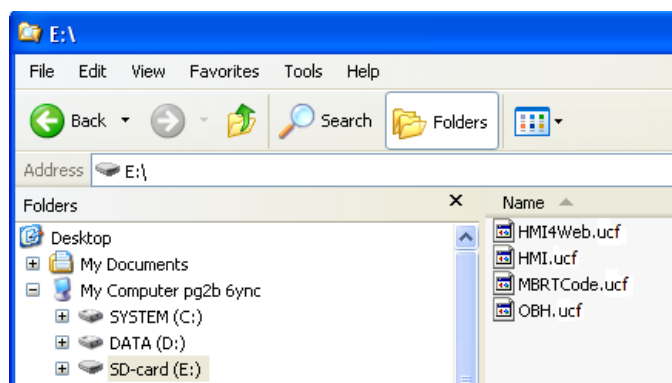 E:\
File Edit View Favorites Tools Help
Back Search Folders
Address E:\
Folders X Name
Desktop
My Documents
My Computer pg2b 6ync
SYSTEM (C:)
DATA (D:)
SD-card (E:)
HMI4Web.ucf
HMI.ucf
MBRTCode.ucf
OBH.ucf